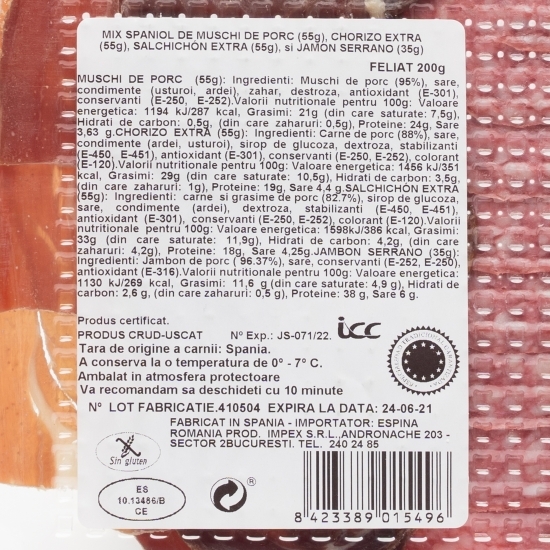 MIX SPANIOL DE MUSCHI DE PORC (55g), CHORIZO EXTRA
(55g), SALCHICHÓN EXTRA (55g), si JAMÓN SERRANO (35g)
FELIAT 200g
MUSCHI DE PORC (55g): Ingredienti: Muschi de porc (95%), sare,
condimente (usturoi, ardei), zahar, destroza, antioxidant (E-301),
conservanti (E-250, E-252).Valorii nutritionale pentru 100g: Valoare
energetica: 1194 kJ/287 kcal, Grasimi: 21g (din care saturate: 7,5g),
Hidrati de carbon: 0,5g, (din care zaharuri: 0,5g), Proteine: 24g, Sare
3,63 g.CHORIZO EXTRA (55g): Ingredienti: Carne de porc (88%), sare,
condimente (ardei, usturoi), sirop de glucoza, dextroza, stabilizanti
(E-450, E-451), antioxidant (E-301), conservanti (E-250, E-252), colorant
(E-120).Valorii nutritionale pentru 100g: Valoare energetica: 1456 kJ/351
kcal, Grasimi: 29g (din care saturate: 10,5g), Hidrati de carbon: 3,5g,
(din care zaharuri: 1g), Proteine: 19g, Sare 4,4 g.SALCHICHÓN EXTRA
(55g): Ingredienti: carne si grasime de porc (82.7%), sirop de glucoza,
sare, condimente (ardei), dextroza, stabilizanti (E-450, E-451),
antioxidant (E-301), conservanti (E-250, E-252), colorant (E-120).Valorii
nutritionale pentru 100g: Valoare energetica: 1598kJ/386 kcal, Grasimi:
33g (din care saturate: 11,9g), Hidrati de carbon: 4,2g, (din care
zaharuri: 4,2g), Proteine: 18g, Sare 4,25g.JAMBON SERRANO (35g):
Ingredienti: Jambon de porc ( 96.37%), sare, conservanti (E-252, E-250),
antioxidanti (E-316).Valorii nutritionale pentru 100g: Valoare energetica:
1130 kJ/269 kcal, Grasimi: 11,6 g (din care saturate: 4,9 g), Hidrati de
carbon: 2,6 g, (din care zaharuri: 0,5 g), Proteine: 38 g, Sare 6 g.
Produs certificat.
PRODUS CRUD-USCAT Nº Exp.: JS-071/22. icc
Tara de origine a carnii: Spania.
A conserva la o temperatura de 0º - 7º C.
Ambalat in atmosfera protectoare
Va recomandam sa deschideti cu 10 minute
Nº LOT FABRICATIE.410504 EXPIRA LA DATA: 24-06-21
FABRICAT IN SPANIA - IMPORTATOR: ESPINA
ROMANIA PROD. IMPEX S.R.L.,ANDRONACHE 203 -
SECTOR 2BUCURESTI. TEL. 240 24 85
Sin gluten
ES
10.13486/B
CE
®
8 423389 015496